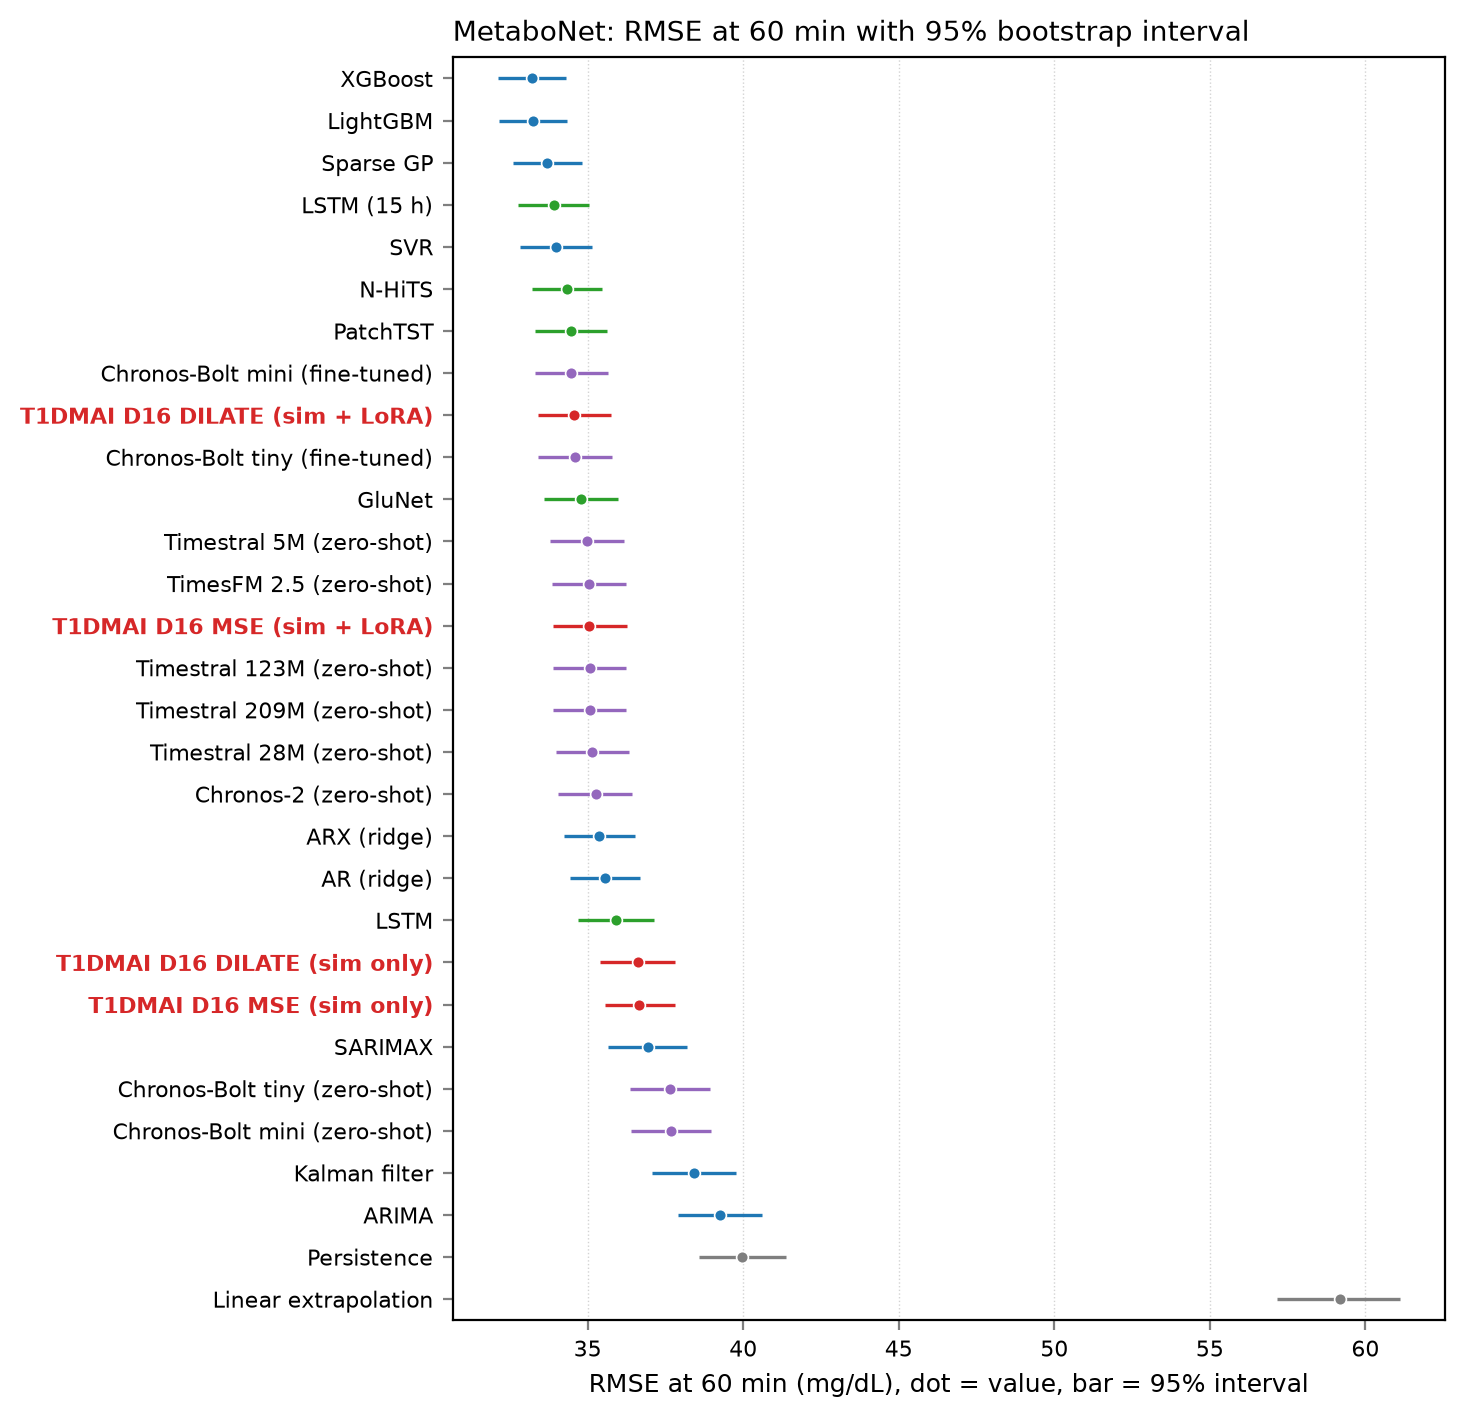 MetaboNet: RMSE at 60 min with 95% bootstrap interval
XGBoost
LightGBM
Sparse GP
LSTM (15 h)
SVR
N-HiTS
PatchTST
Chronos-Bolt mini (fine-tuned)
T1DMAI D16 DILATE (sim + LoRA)
Chronos-Bolt tiny (fine-tuned)
GluNet
Timestral 5M (zero-shot)
TimesFM 2.5 (zero-shot)
T1DMAI D16 MSE (sim + LoRA)
Timestral 123M (zero-shot)
Timestral 209M (zero-shot)
Timestral 28M (zero-shot)
Chronos-2 (zero-shot)
ARX (ridge)
AR (ridge)
LSTM
T1DMAI D16 DILATE (sim only)
T1DMAI D16 MSE (sim only)
SARIMAX
Chronos-Bolt tiny (zero-shot)
Chronos-Bolt mini (zero-shot)
Kalman filter
ARIMA
Persistence
Linear extrapolation
35 40 45 50 55 60
RMSE at 60 min (mg/dL), dot = value, bar = 95% interval